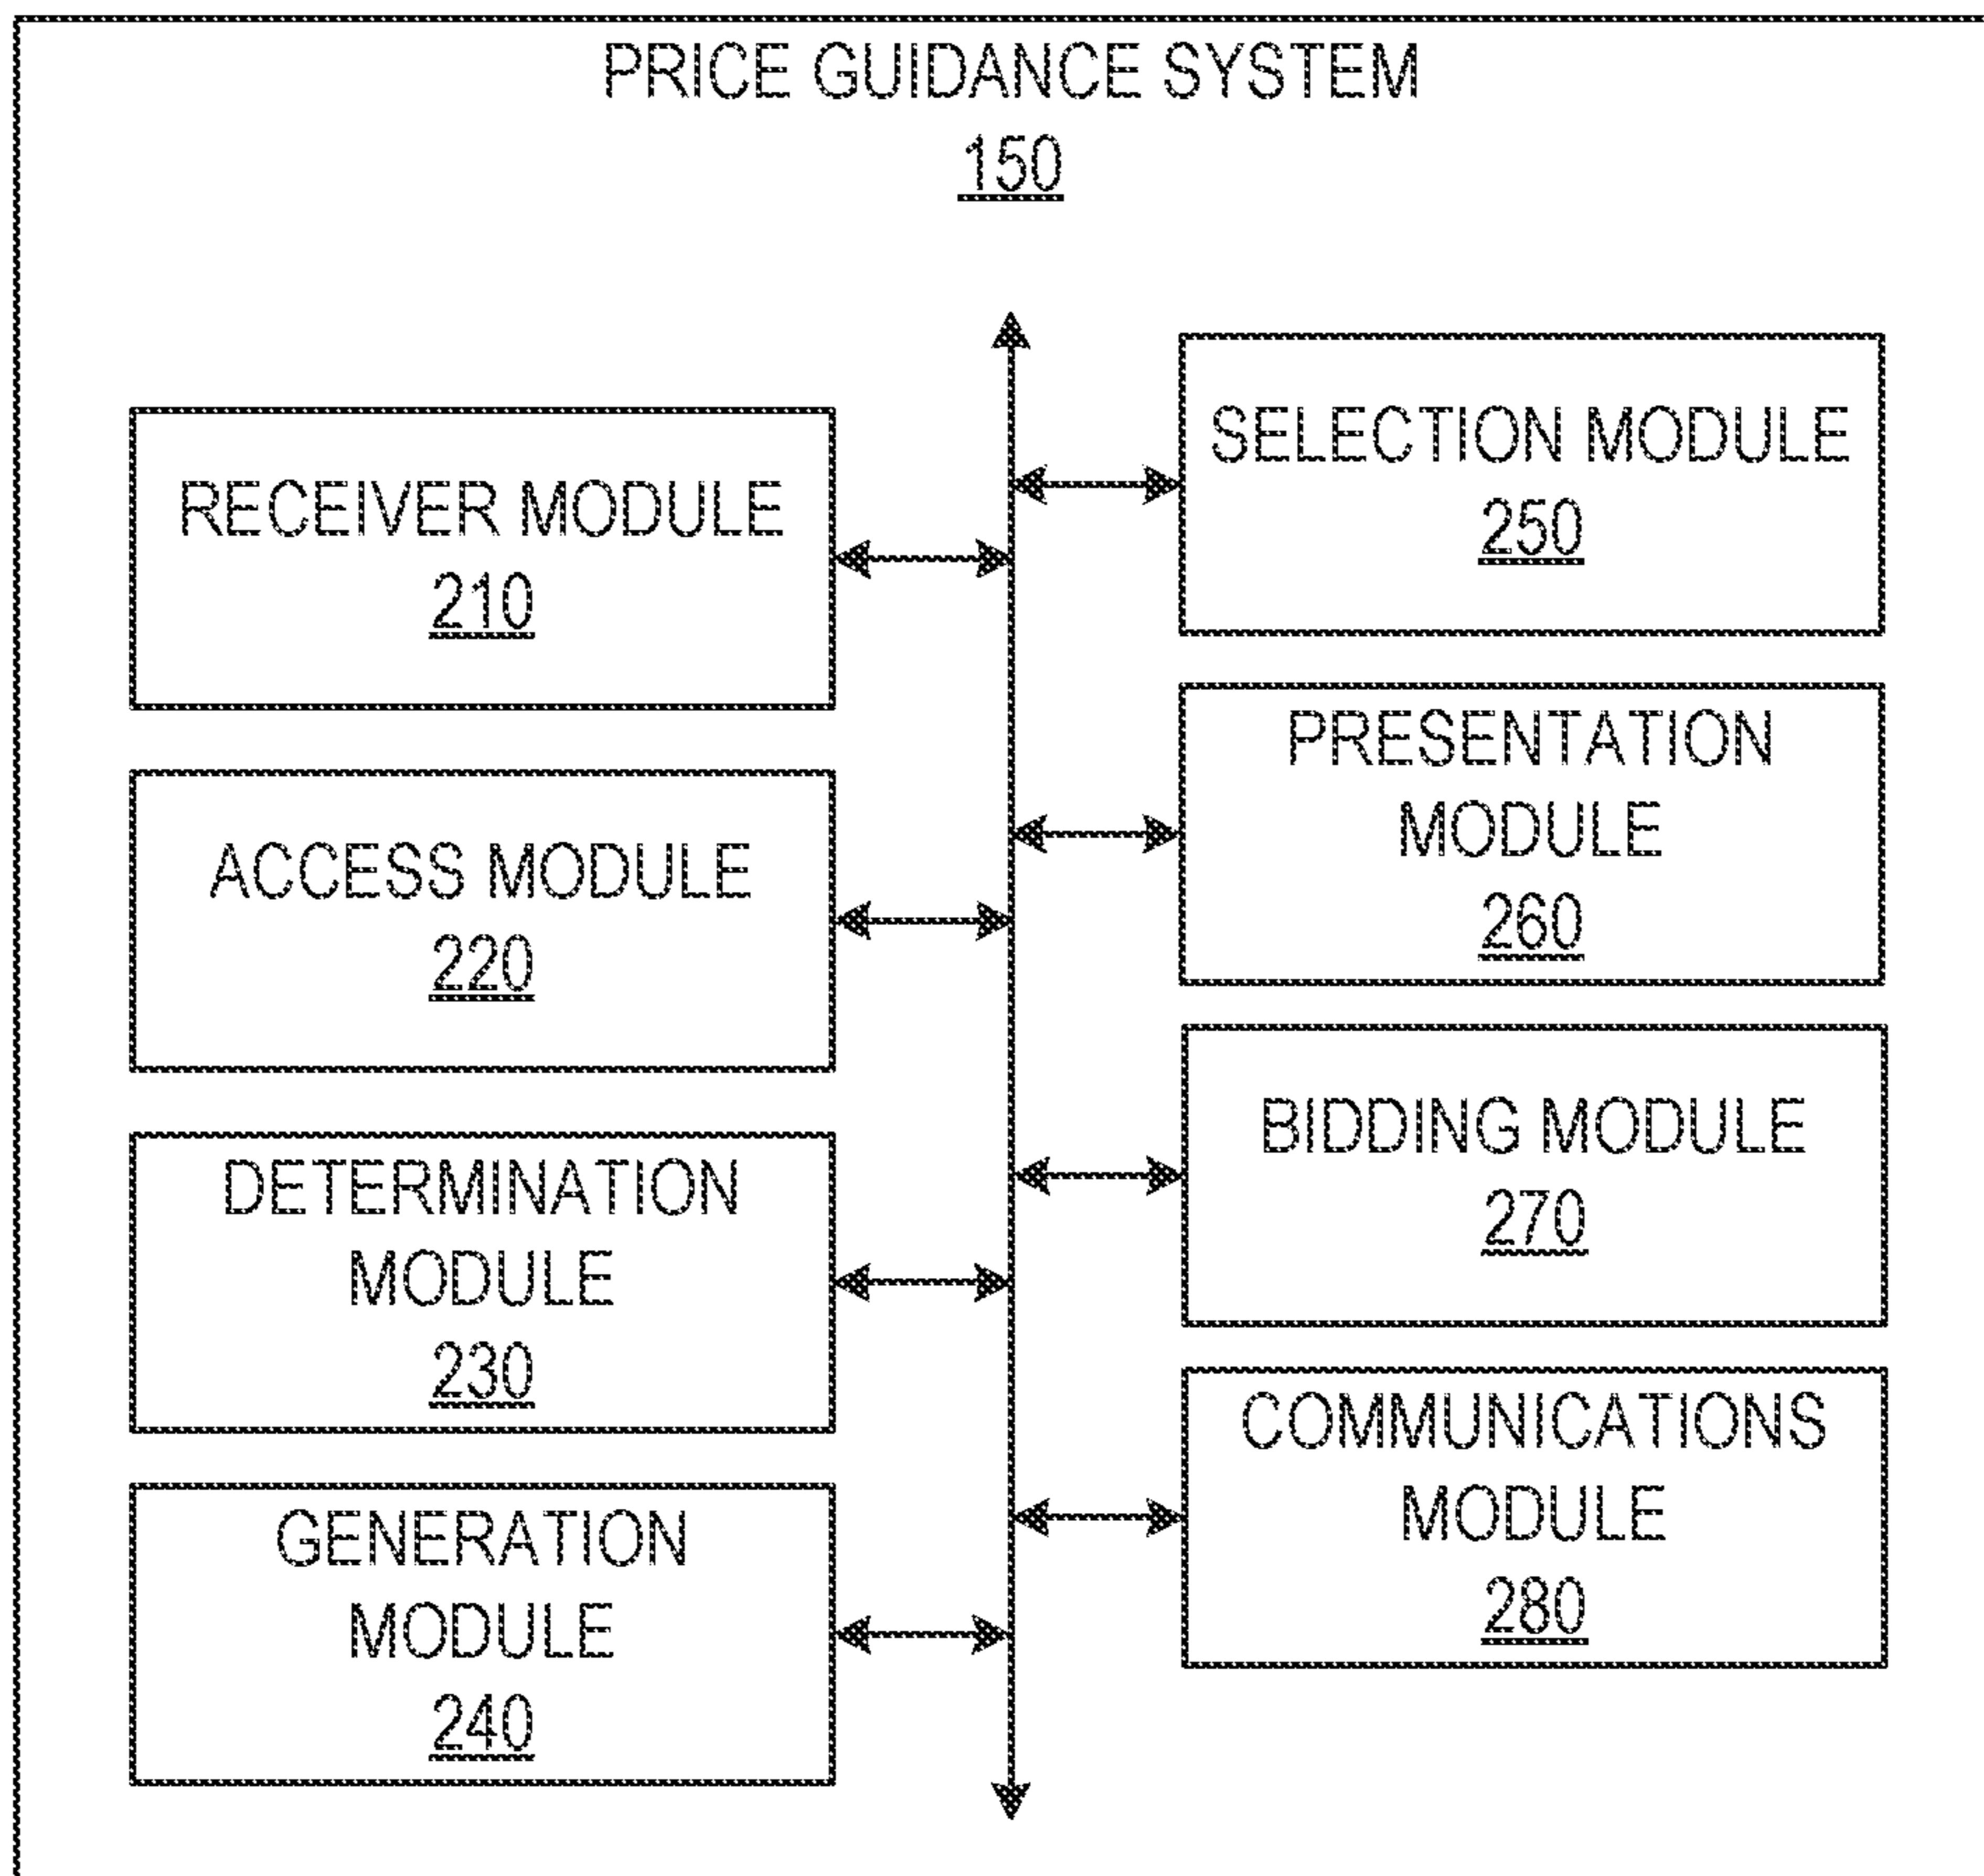 PRICE GUIDANCE SYSTEM
150
RECEIVER MODULE
210
ACCESS MODULE
220
DETERMINATION
MODULE
230
GENERATION
MODULE
240
SELECTION MODULE
250
PRESENTATION
MODULE
260
BIDDING MODULE
270
COMMUNICATIONS
MODULE
280